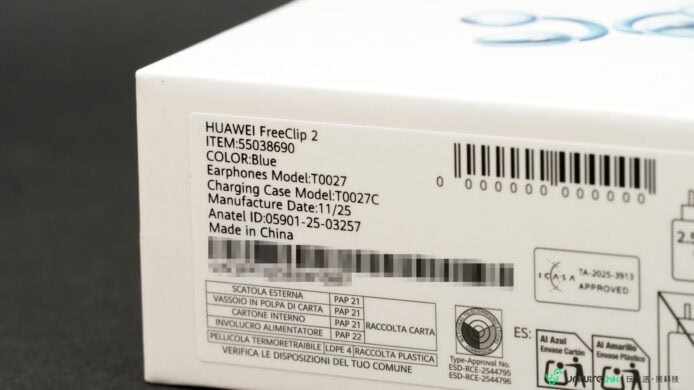 HUAWEI FreeClip 2
ITEM:55038690
COLOR:Blue
Earphones Model:T0027
Charging Case Model:T0027C
Manufacture Date:11/25
Anatel ID:05901-25-03257
Made in China
0 000000 000000
2.5
ICASA
TA-2025-3913
APPROVED
SCATOLA ESTERNA PAP 21
VASSOIO IN POLPA DI CARTA PAP 21
CARTONE INTERNO PAP 21
INVOLUCRO ALIMENTATORE PAP 22
RACCOLTA CARTA
PELLICOLA TERMORETRAIBILE LDPE 4 RACCOLTA PLASTICA
VERIFICA LE DISPOSIZIONI DEL TUO COMUNE
Type-Approval No.
ESD-RCE-2544795
ESD-RCE-2544796
ES:
Al Azul
Envase Cartón
Al Amarillo
Envase Plástico